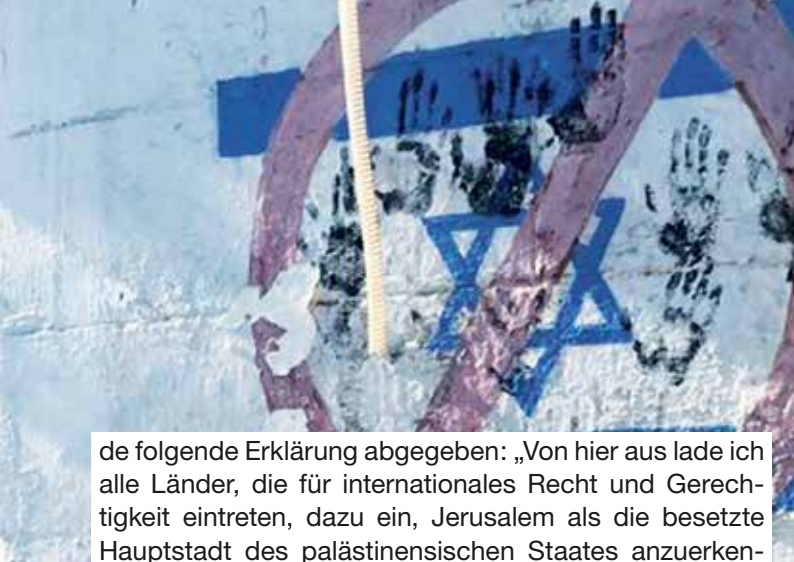 de folgende Erklärung abgegeben: „Von hier aus lade ich
alle Länder, die für internationales Recht und Gerech-
tigkeit eintreten, dazu ein, Jerusalem als die besetzte
Hauptstadt des palästinensischen Staates anzuerken-